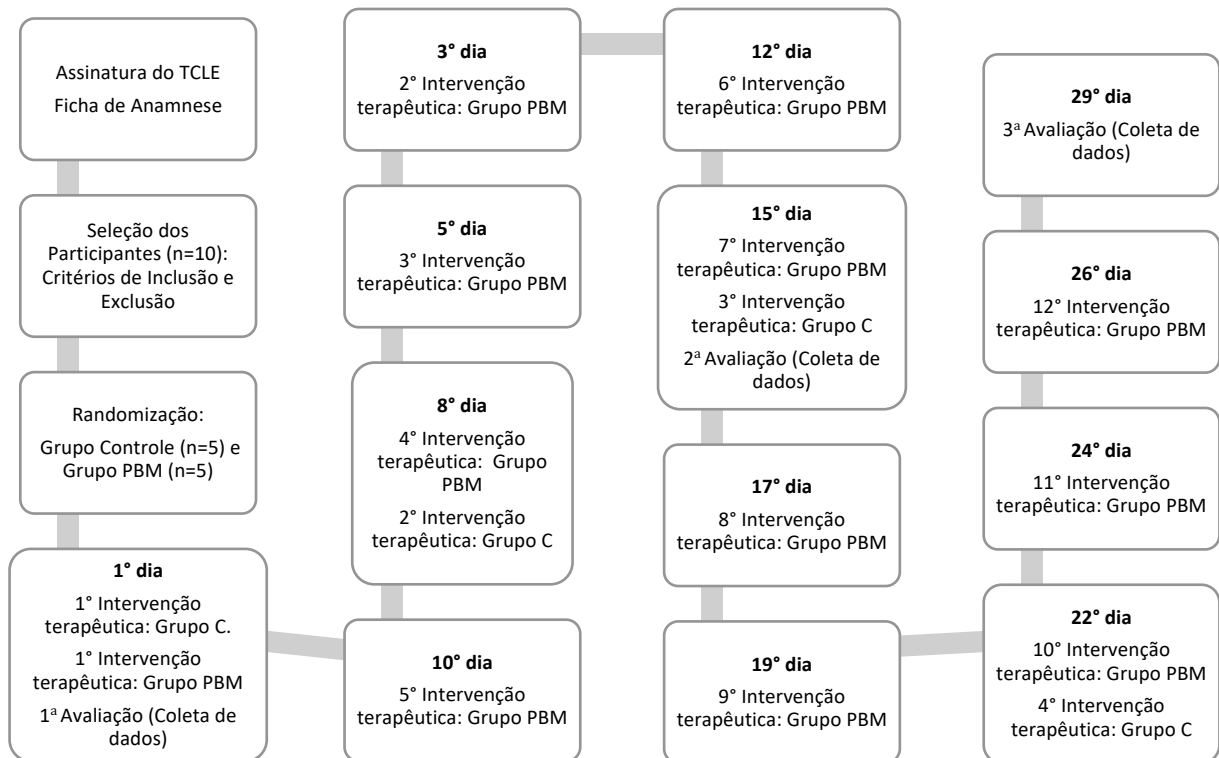 Assinatura do TCLE
Ficha de Anamnese
Seleção dos
Participantes (n=10):
Critérios de Inclusão e
Exclusão
Randomização:
Grupo Controle (n=5) e
Grupo PBM (n=5)
1° dia
1° Intervenção
terapêutica: Grupo C.
1° Intervenção
terapêutica: Grupo PBM
1ª Avaliação (Coleta de
dados)
3° dia
2° Intervenção
terapêutica: Grupo PBM
5° dia
3° Intervenção
terapêutica: Grupo PBM
8° dia
4° Intervenção
terapêutica: Grupo
PBM
2° Intervenção
terapêutica: Grupo C
10° dia
5° Intervenção
terapêutica: Grupo PBM
12° dia
6° Intervenção
terapêutica: Grupo PBM
15° dia
7° Intervenção
terapêutica: Grupo PBM
3° Intervenção
terapêutica: Grupo C
2ª Avaliação (Coleta de
dados)
17° dia
8° Intervenção
terapêutica: Grupo PBM
19° dia
9° Intervenção
terapêutica: Grupo PBM
29° dia
3ª Avaliação (Coleta de
dados)
26° dia
12° Intervenção
terapêutica: Grupo PBM
24° dia
11° Intervenção
terapêutica: Grupo PBM
22° dia
10° Intervenção
terapêutica: Grupo PBM
4° Intervenção
terapêutica: Grupo C